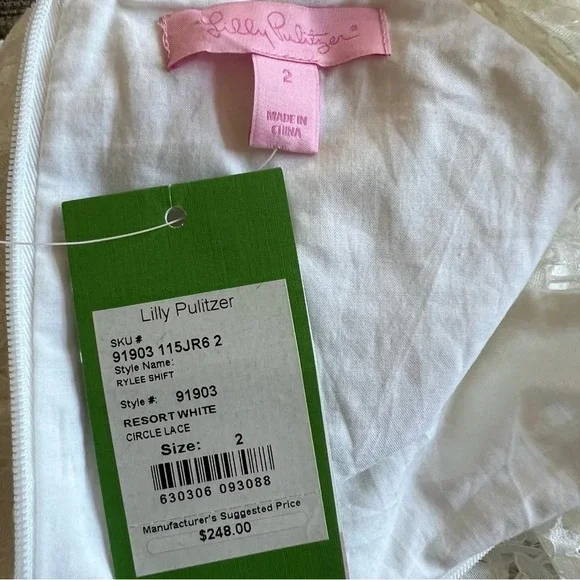 Lilly Pulitzer
2
MADE IN
CHINA
Lilly Pulitzer
SKU #
91903 115JR6 2
Style Name:
RYLEE SHIFT
Style #: 91903
RESORT WHITE
CIRCLE LACE
Size: 2
630306 093088
Manufacturer's Suggested Price
$248.00